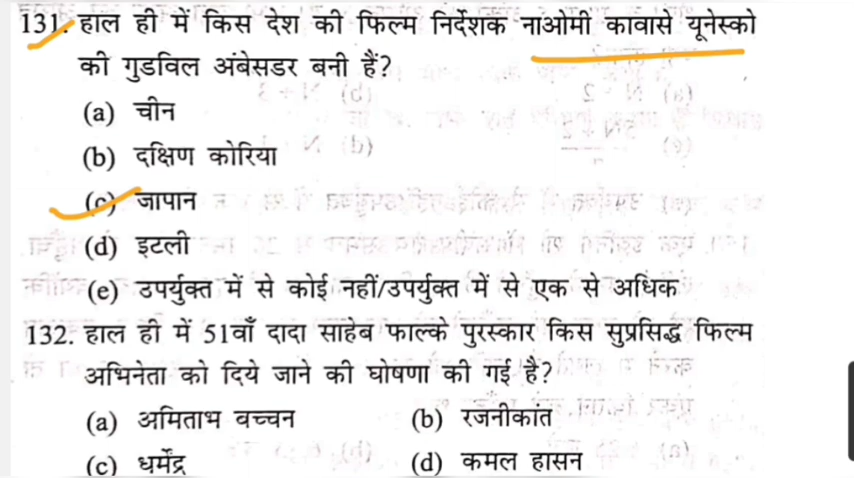 131. हाल ही में किस देश की फिल्म निर्देशक नाओमी कावासे यूनेस्को
की गुडविल अंबेसडर बनी हैं?
(a) चीन
(b) दक्षिण कोरिया
(c) जापान
(d) इटली
(e) उपर्युक्त में से कोई नहीं/उपर्युक्त में से एक से अधिक
132. हाल ही में 51वाँ दादा साहेब फाल्के पुरस्कार किस सुप्रसिद्ध फिल्म
अभिनेता को दिये जाने की घोषणा की गई है?
(a) अमिताभ वच्चन (b) रजनीकांत
(c) धर्मेंद्र (d) कमल हासन